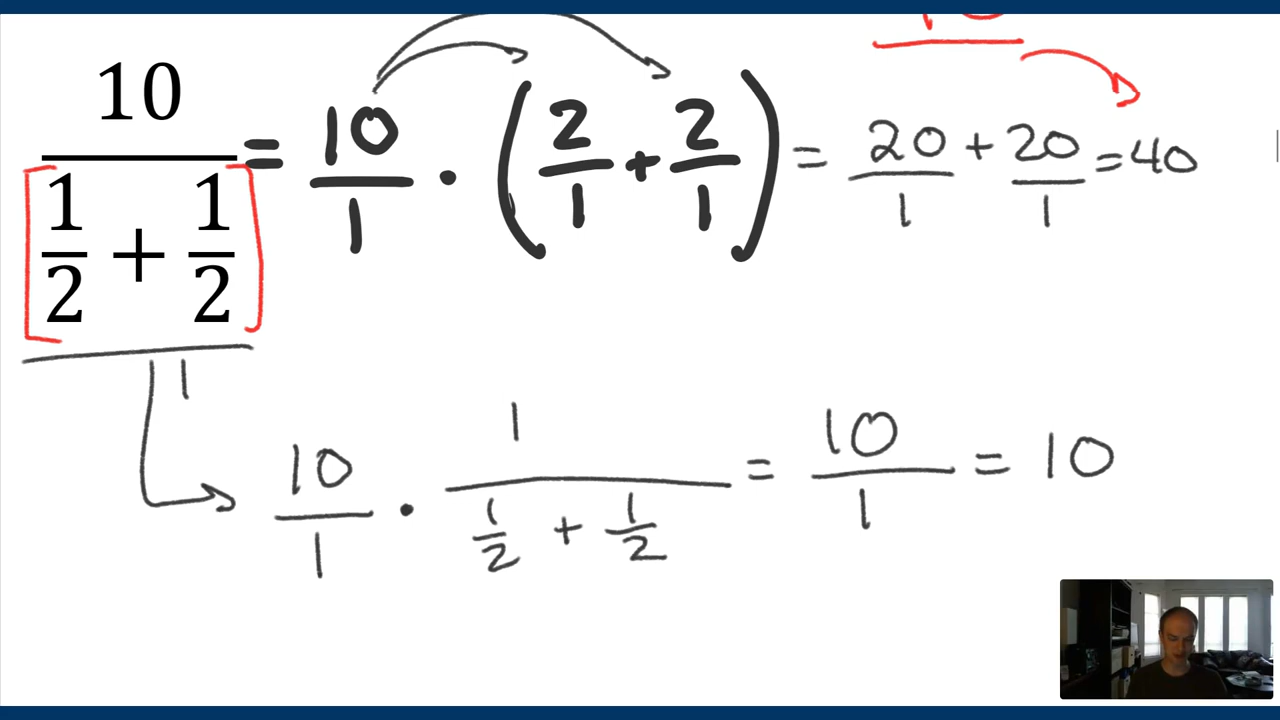 10/[1/2 + 1/2] = 10/1 · (2/1 + 2/1) = 20/1 + 20/1 = 40
1
10/1 · 1/(1/2 + 1/2) = 10/1 = 10